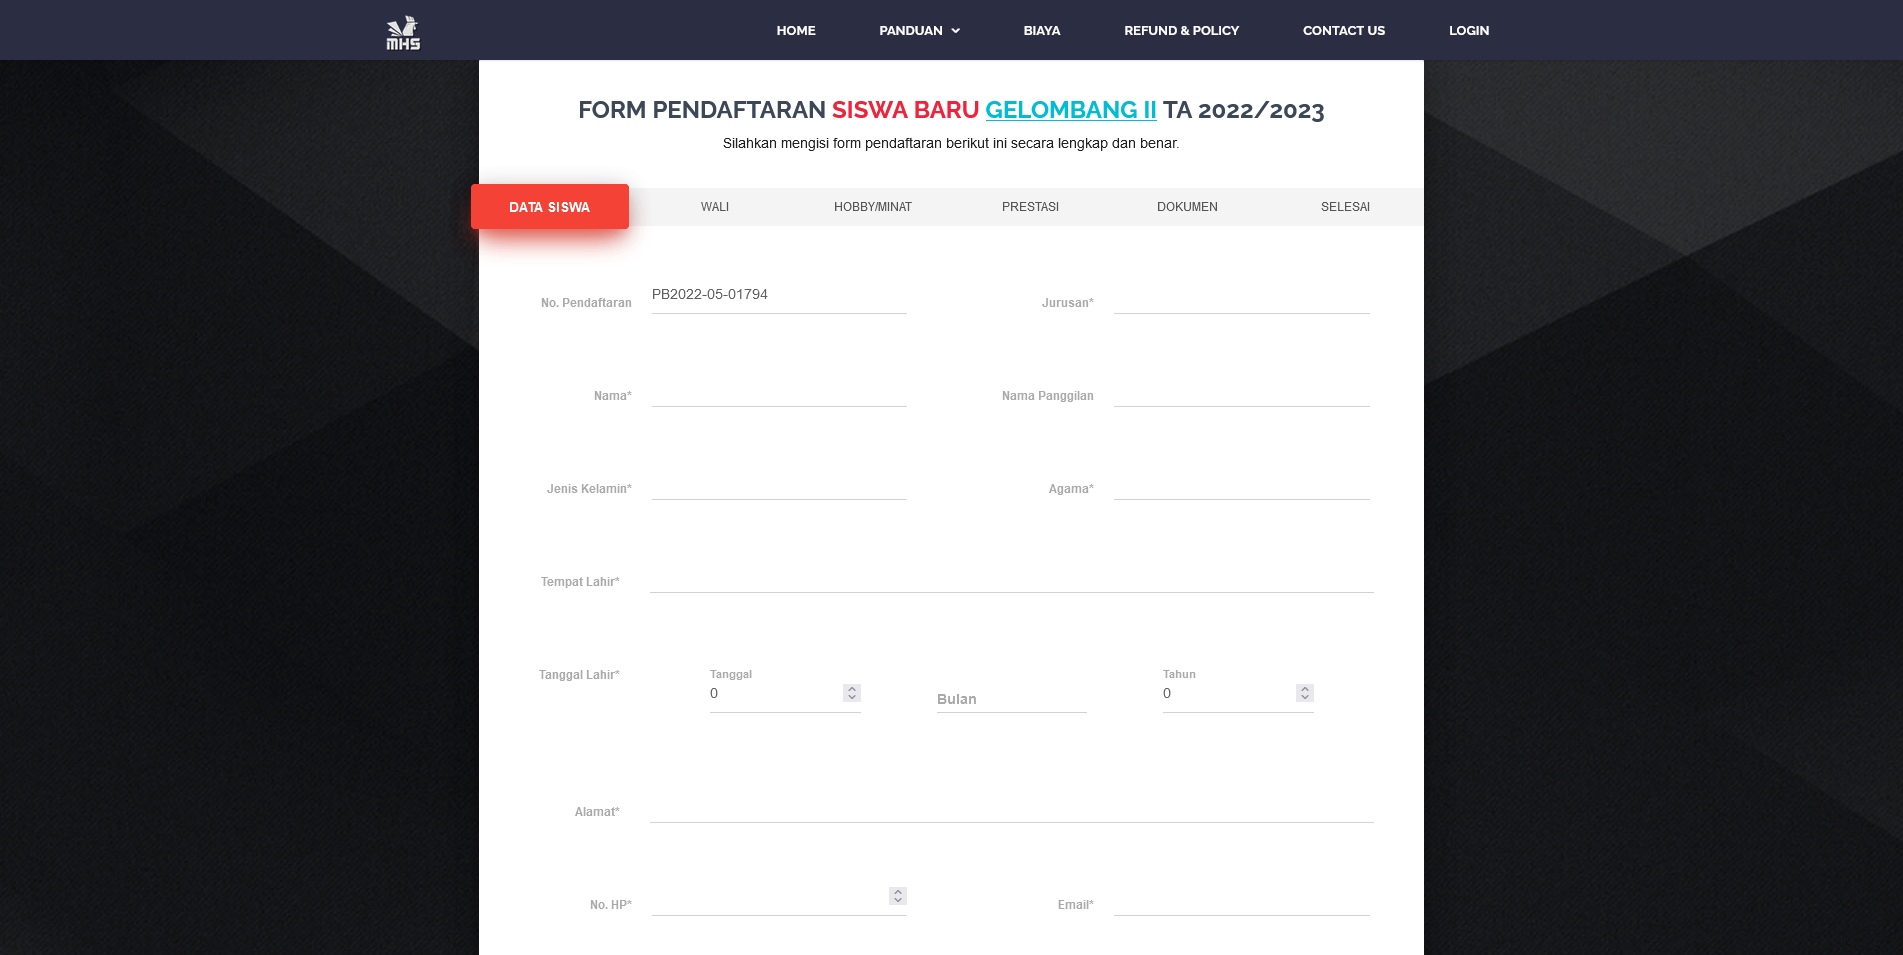 MHS
HOME PANDUAN BIAYA REFUND & POLICY CONTACT US LOGIN
FORM PENDAFTARAN SISWA BARU GELOMBANG II TA 2022/2023
Silahkan mengisi form pendaftaran berikut ini secara lengkap dan benar.
DATA SISWA WALI HOBBY/MINAT PRESTASI DOKUMEN SELESAI
No. Pendaftaran PB2022-05-01794 Jurusan*
Nama* Nama Panggilan
Jenis Kelamin* Agama*
Tempat Lahir*
Tanggal Lahir* Tanggal Tahun
0 Bulan 0
Alamat*
No. HP* Email*